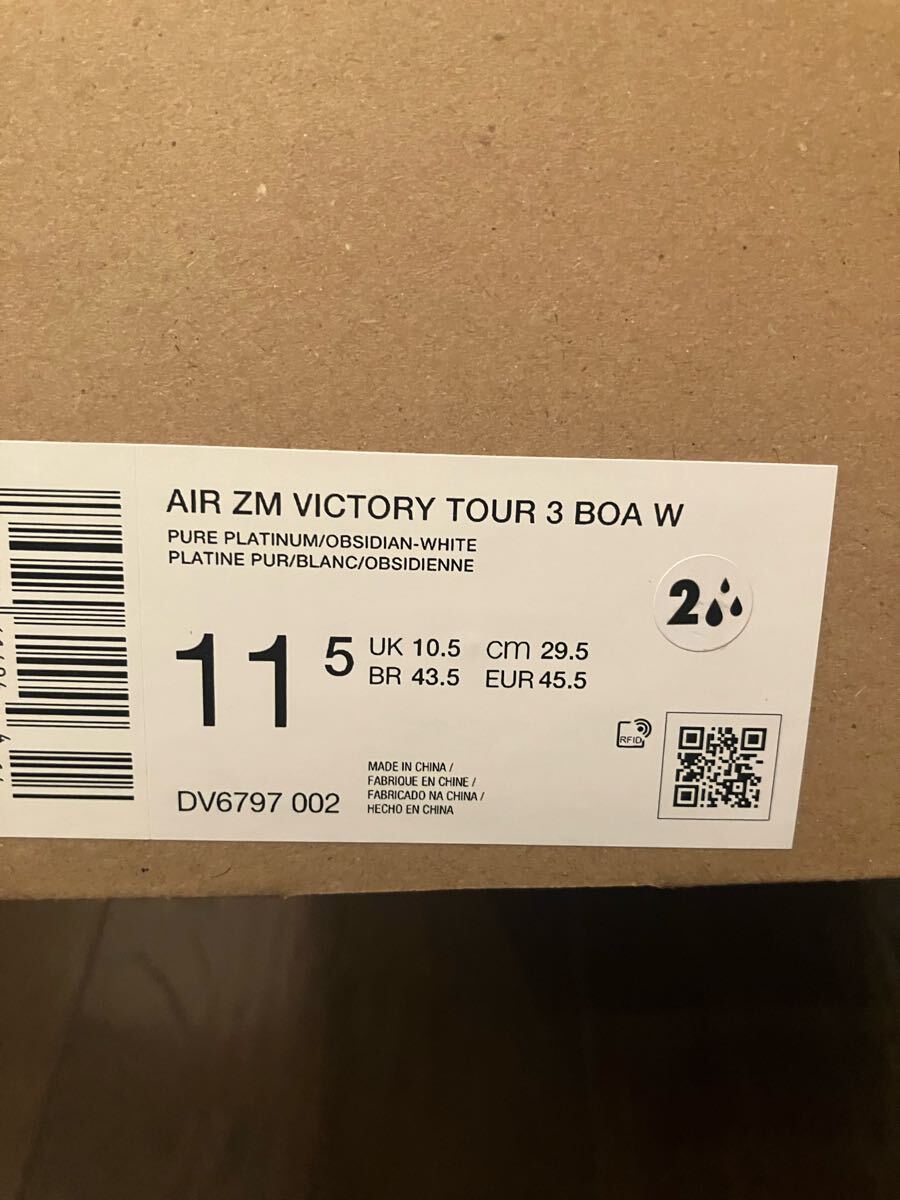 AIR ZM VICTORY TOUR 3 BOA W
PURE PLATINUM/OBSIDIAN-WHITE
PLATINE PUR/BLANC/OBSIDIENNE
2
11 5
UK 10.5 cm 29.5
BR 43.5 EUR 45.5
RFID
DV6797 002
MADE IN CHINA /
FABRIQUE EN CHINE /
FABRICADO NA CHINA /
HECHO EN CHINA